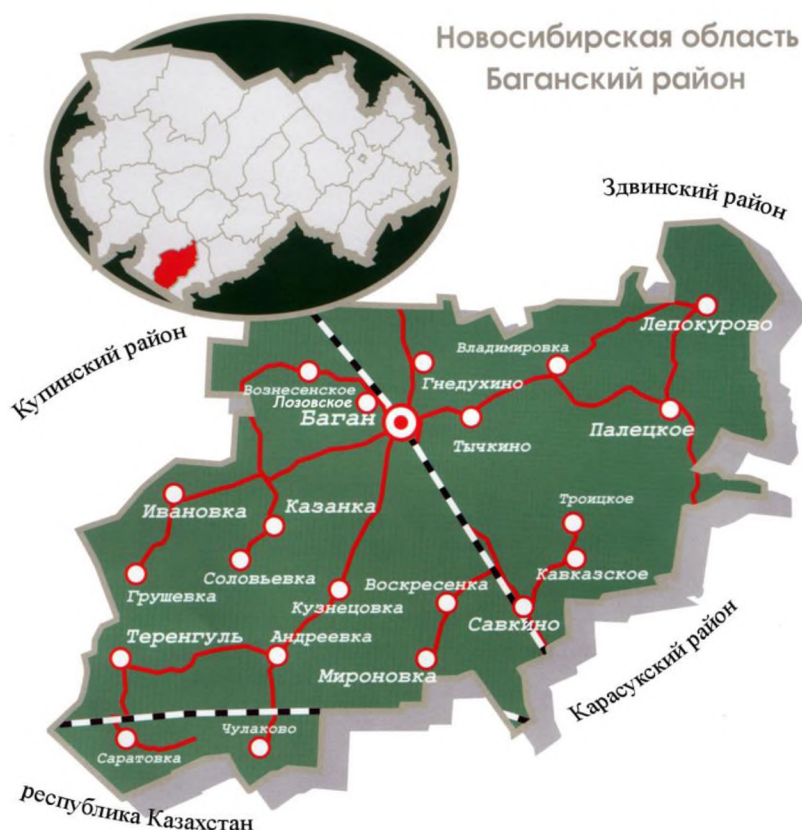 Новосибирская область
Баганский район
Здвинский район
Купинский район
Лепокурово
Владимировка
Гнедухино
Вознесенское
Лозовское
Баган
Тычкино
Палецкое
Ивановка
Казанка
Троицкое
Соловьевка
Грушевка
Воскресенка
Кавказское
Кузнецовка
Савкино
Теренгуль
Андреевка
Мироновка
Карасукский район
Чулаково
Саратовка
республика Казахстан